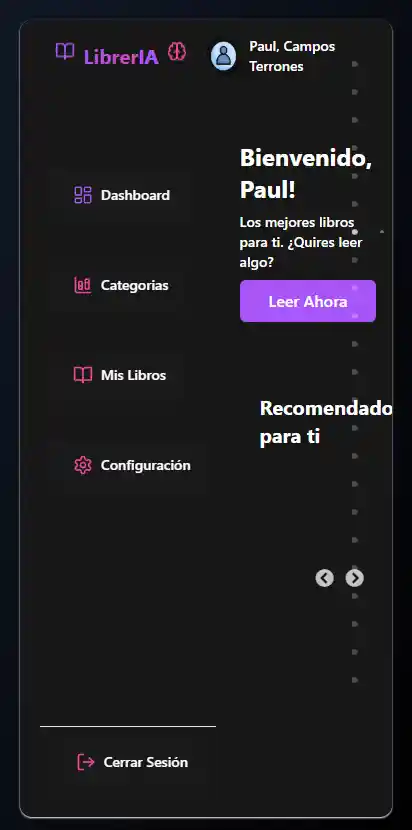 LibrerIA
Paul, Campos
Terrones
Dashboard
Categorias
Mis Libros
Configuración
Cerrar Sesión
Bienvenido,
Paul!
Los mejores libros
para ti. ¿Quires leer
algo?
Leer Ahora
Recomendado
para ti